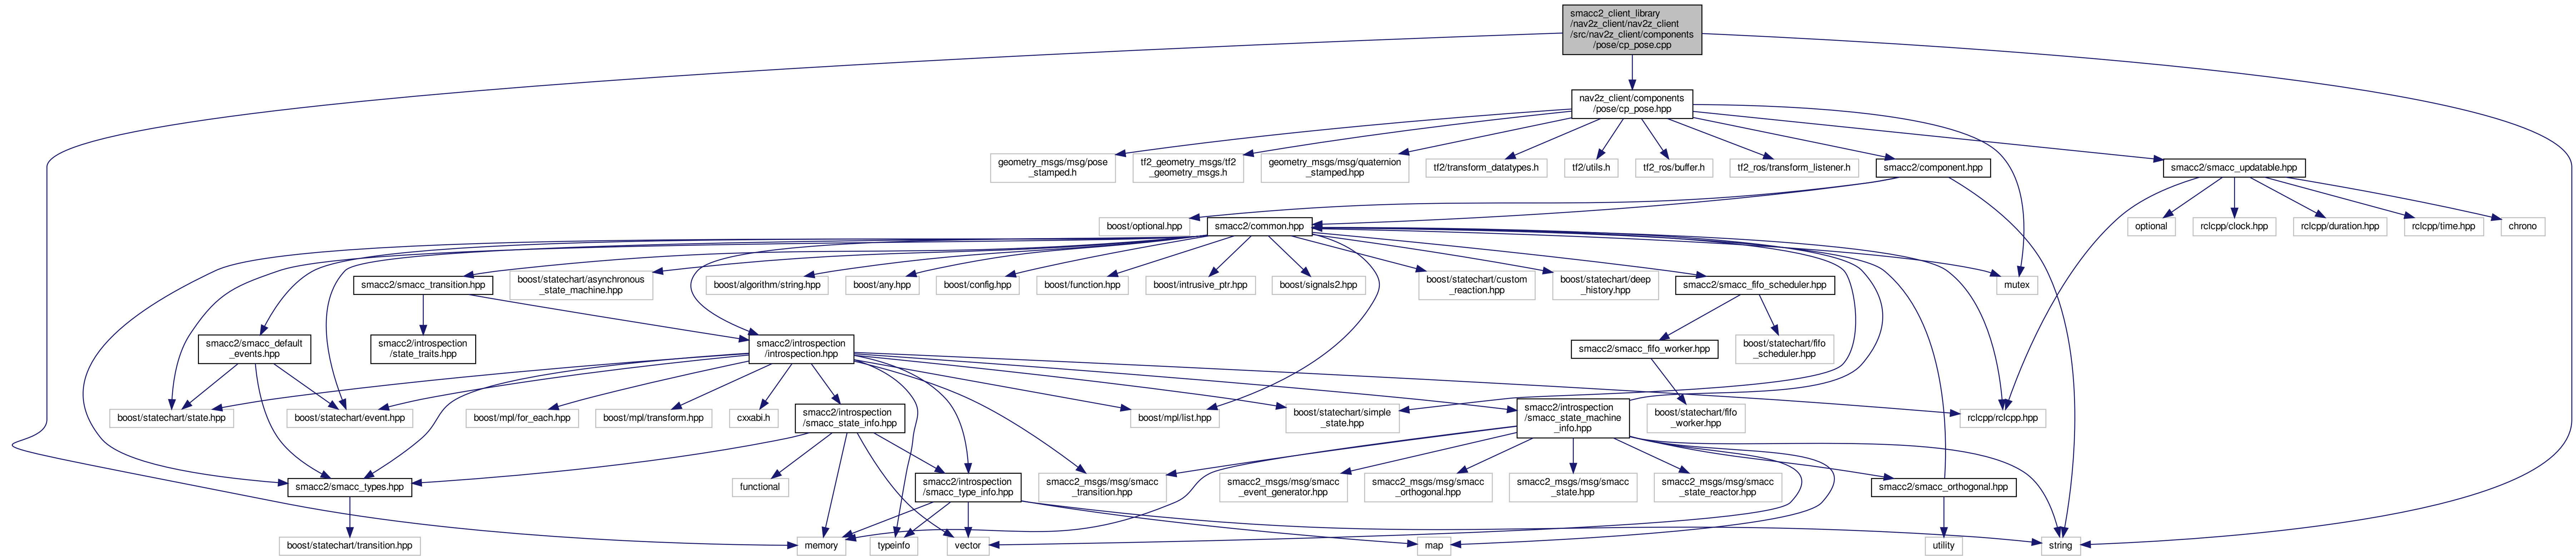 smacc2_client_library
/nav2z_client/nav2z_client
/src/nav2z_client/components
/pose/cp_pose.cpp
nav2z_client/components
/pose/cp_pose.hpp
geometry_msgs/msg/pose
_stamped.h
tf2_geometry_msgs/tf2
_geometry_msgs.h
geometry_msgs/msg/quaternion
_stamped.hpp
tf2/transform_datatypes.h
tf2/utils.h
tf2_ros/buffer.h
tf2_ros/transform_listener.h
smacc2/component.hpp
smacc2/smacc_updatable.hpp
boost/optional.hpp
smacc2/common.hpp
optional
rclcpp/clock.hpp
rclcpp/duration.hpp
rclcpp/time.hpp
chrono
smacc2/smacc_transition.hpp
boost/statechart/asynchronous
_state_machine.hpp
boost/algorithm/string.hpp
boost/any.hpp
boost/config.hpp
boost/function.hpp
boost/intrusive_ptr.hpp
boost/signals2.hpp
boost/statechart/custom
_reaction.hpp
boost/statechart/deep
_history.hpp
smacc2/smacc_fifo_scheduler.hpp
mutex
smacc2/smacc_default
_events.hpp
smacc2/introspection
/state_traits.hpp
smacc2/introspection
/introspection.hpp
smacc2/smacc_fifo_worker.hpp
boost/statechart/fifo
_scheduler.hpp
boost/statechart/state.hpp
boost/statechart/event.hpp
boost/mpl/for_each.hpp
boost/mpl/transform.hpp
cxxabi.h
smacc2/introspection
/smacc_state_info.hpp
boost/mpl/list.hpp
boost/statechart/simple
_state.hpp
smacc2/introspection
/smacc_state_machine
_info.hpp
boost/statechart/fifo
_worker.hpp
rclcpp/rclcpp.hpp
smacc2/smacc_types.hpp
functional
smacc2/introspection
/smacc_type_info.hpp
smacc2_msgs/msg/smacc
_transition.hpp
smacc2_msgs/msg/smacc
_event_generator.hpp
smacc2_msgs/msg/smacc
_orthogonal.hpp
smacc2_msgs/msg/smacc
_state.hpp
smacc2_msgs/msg/smacc
_state_reactor.hpp
smacc2/smacc_orthogonal.hpp
boost/statechart/transition.hpp
memory
typeinfo
vector
map
utility
string